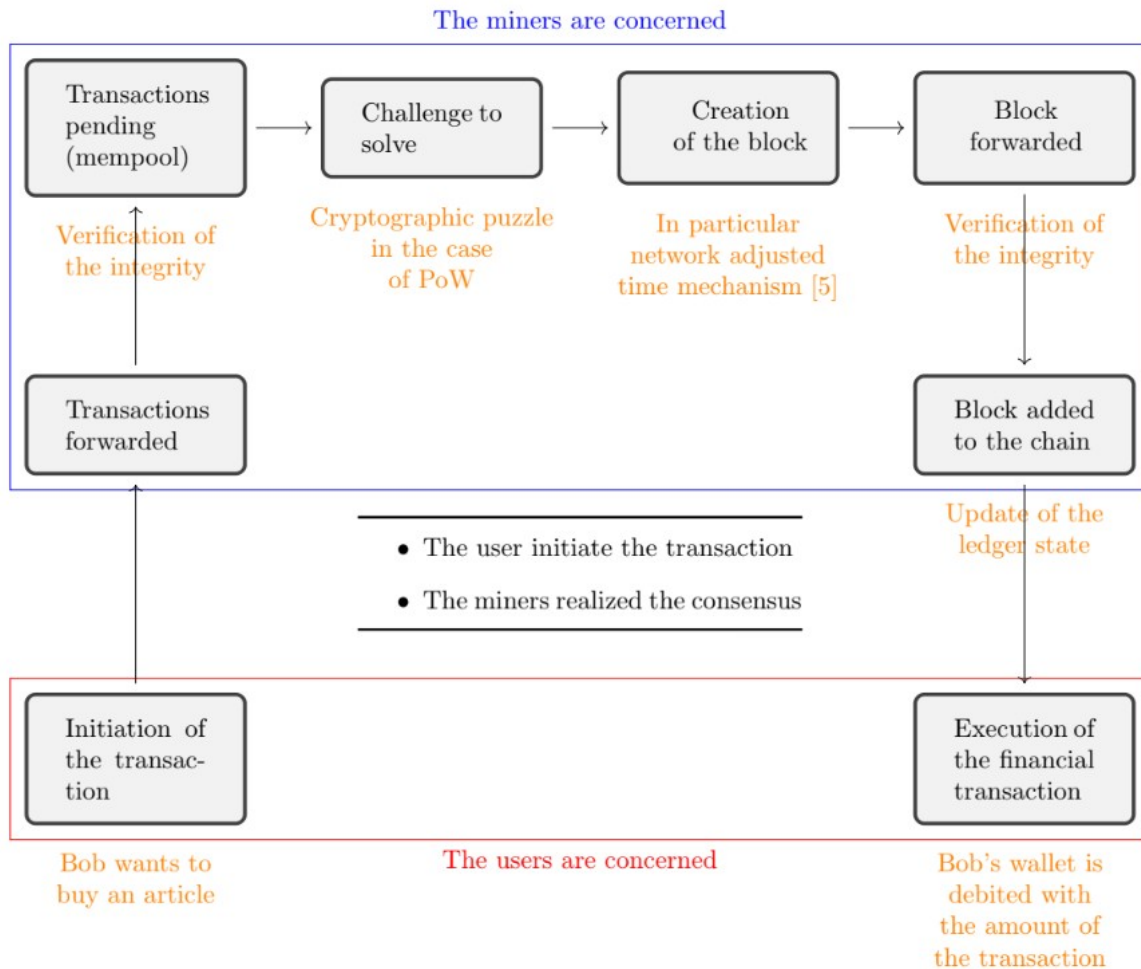 The miners are concerned
Transactions
pending
(mempool)
Challenge to
solve
Creation
of the block
Block
forwarded
Verification of
the integrity
Cryptographic puzzle
in the case
of PoW
In particular
network adjusted
time mechanism [5]
Verification of
the integrity
Transactions
forwarded
Block added
to the chain
Update of the
ledger state
• The user initiate the transaction
• The miners realized the consensus
Initiation of
the transac-
tion
Execution of
the financial
transaction
The users are concerned
Bob wants to
buy an article
Bob's wallet is
debited with
the amount of
the transaction